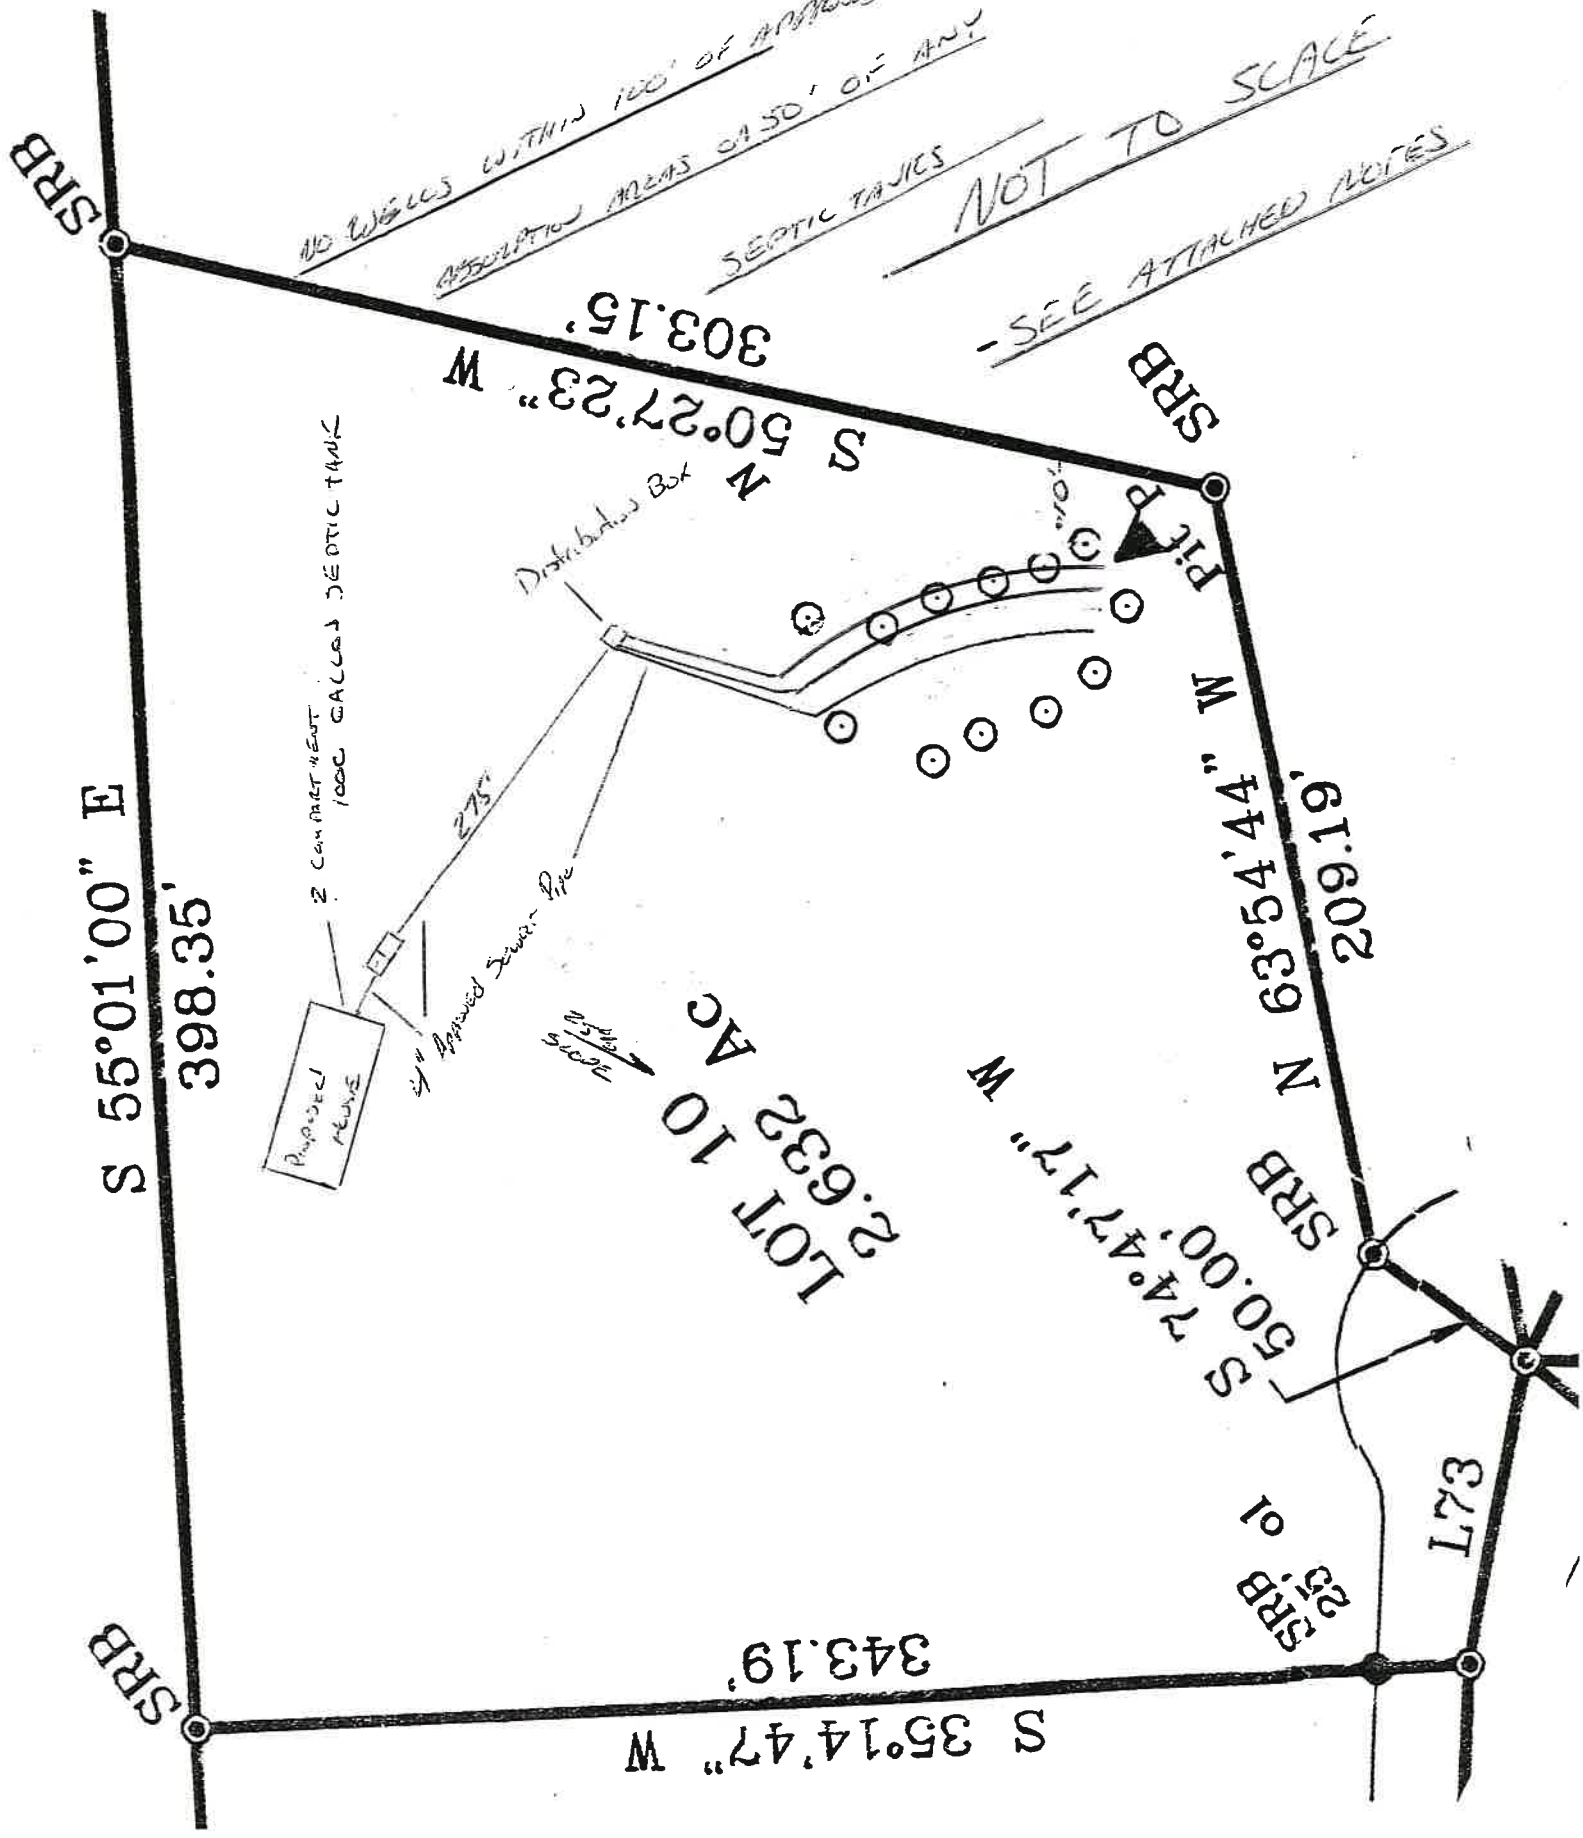 NO WELLS WITHIN 100' OF
ABSORPTION AREAS OR 50' OF ANY
SEPTIC TANKS
NOT TO SCALE
- SEE ATTACHED NOTES
SRB
SRB
SRB
SRB
SRB
25' ol
S 55°01'00" E
398.35'
303.15'
S 50°27'23" W
N
2 COMPARTMENT
1000 GALLON SEPTIC TANK
Distribution Box
275'
Proposed
House
Approved Sewer Pipe
SLOPE
LOT 10
2.632 AC
Pit P
N 63°54'44" W
209.19'
S 74°47'17" W
50.00'
L73
343.19'
S 35°14'47" W